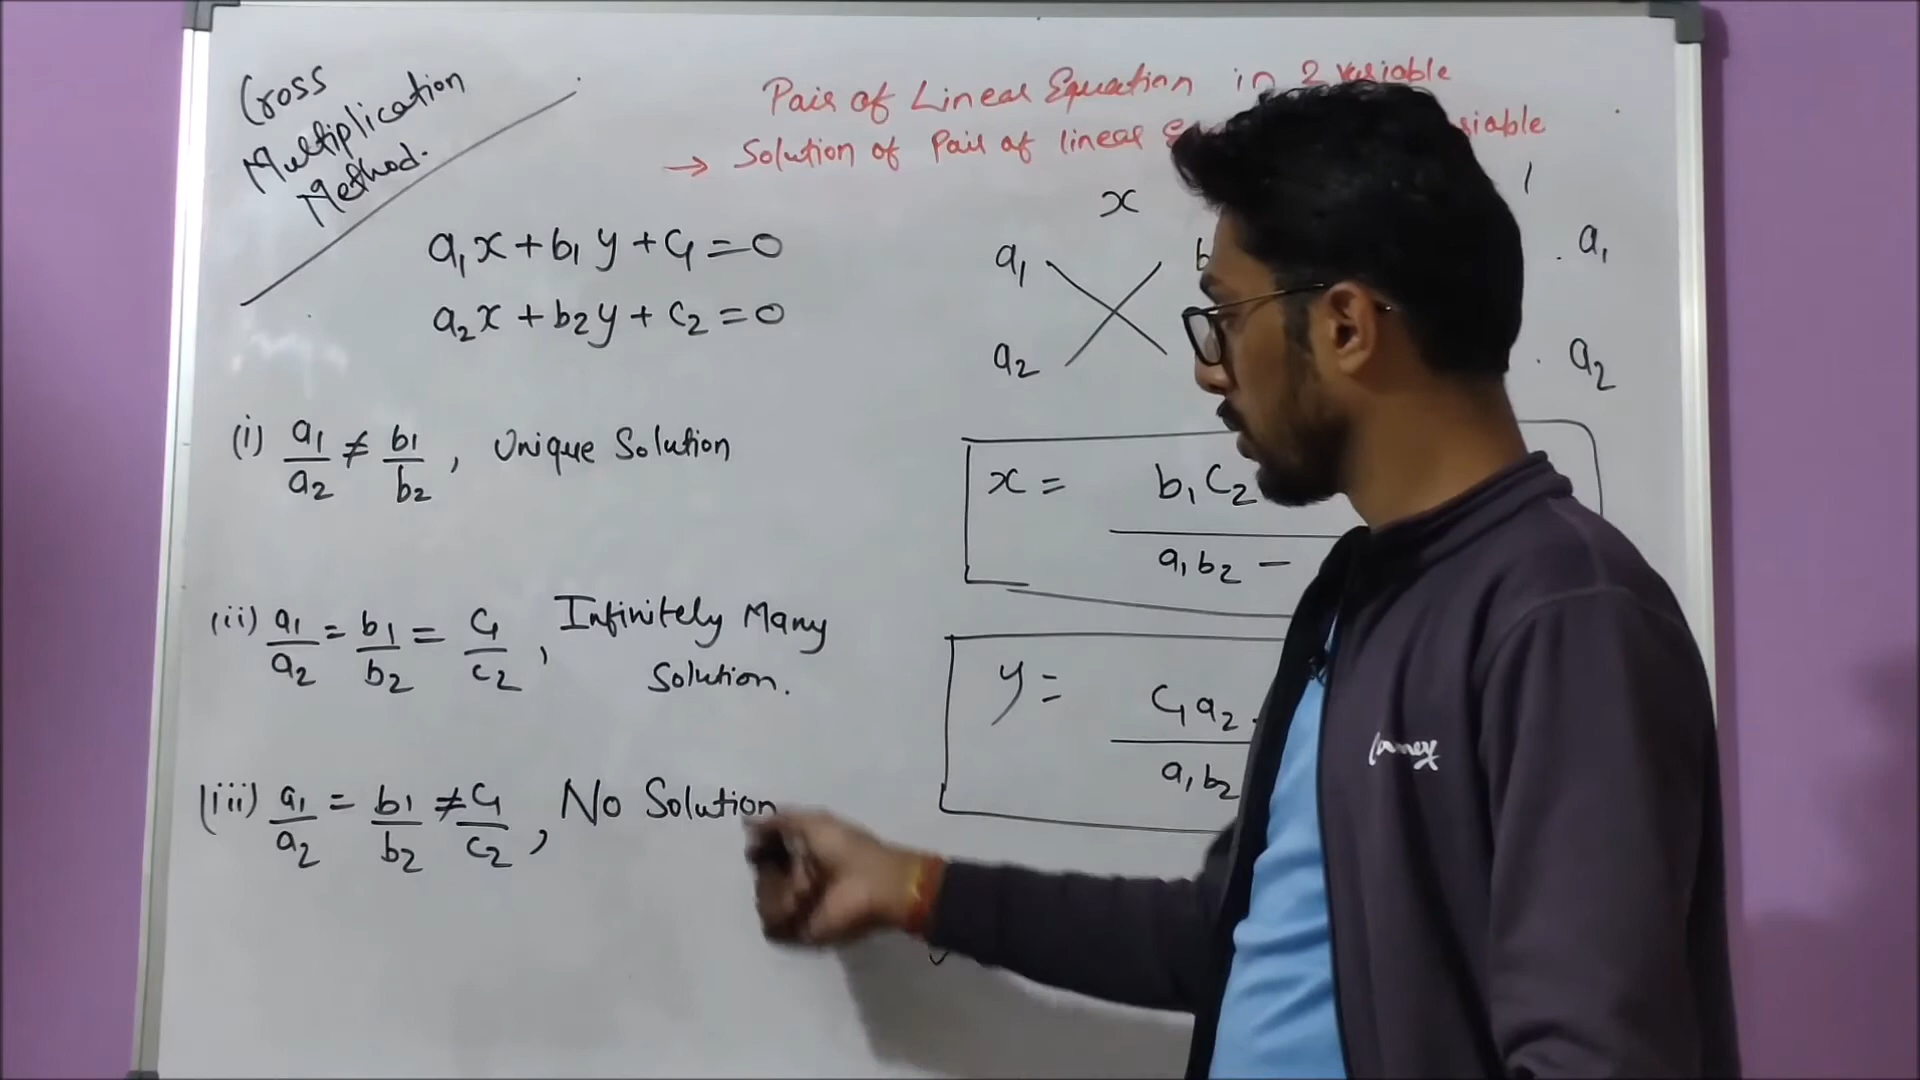 Cross
Multiplication
Method.
Pair of Linear Equation in 2 variable
→ Solution of Pair of linear
a₁x + b₁y + c₁ = 0
a₂x + b₂y + c₂ = 0
x 1
a₁ b a₁
a₂ a₂
(i) a₁/a₂ ≠ b₁/b₂ , Unique Solution
(ii) a₁/a₂ = b₁/b₂ = c₁/c₂ , Infinitely Many
Solution.
(iii) a₁/a₂ = b₁/b₂ ≠ c₁/c₂ , No Solution
x = b₁c₂
a₁b₂ −
y = c₁a₂
a₁b₂